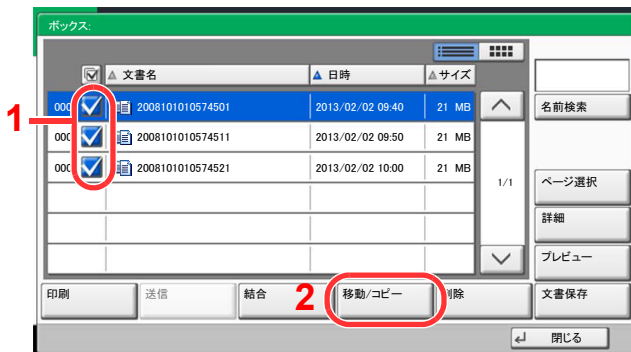 ボックス:
文書名 日時 サイズ
1
000 2008101010574501 2013/02/02 09:40 21 MB
000 2008101010574511 2013/02/02 09:50 21 MB
000 2008101010574521 2013/02/02 10:00 21 MB
1/1
名前検索
ページ選択
詳細
プレビュー
印刷 送信 結合 2 移動/コピー 削除 文書保存
閉じる